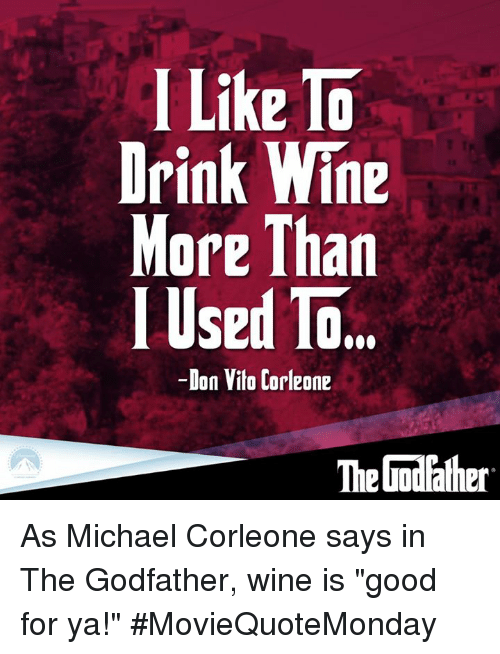 I Like To
Drink Wine
More Than
I Used To...
-Don Vito Corleone
The Godfather
As Michael Corleone says in
The Godfather, wine is "good
for ya!" #MovieQuoteMonday